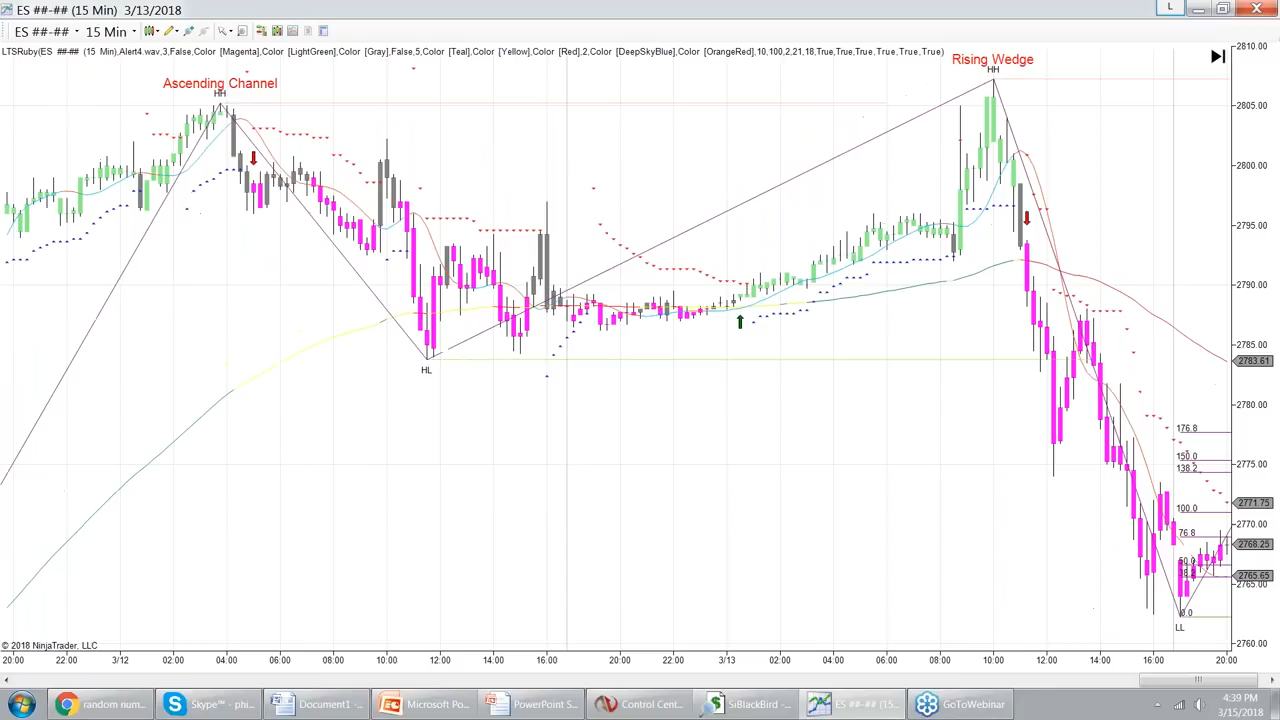 ES ##-## (15 Min)  3/13/2018
L
ES ##-##
15 Min
LTSRuby(ES ##-## (15 Min),Alert4.wav,3,False,Color [Magenta],Color [LightGreen],Color [Gray],False,5,Color [Teal],Color [Yellow],Color [Red],2,Color [DeepSkyBlue],Color [OrangeRed],10,100,2,21,18,True,True,True,True,True,True)
2810.00
Rising Wedge
HH
Ascending Channel
HH
2805.00
2800.00
2795.00
2790.00
2785.00
2783.61
HL
2780.00
176.8
2775.00
150.0
138.2
2771.75
100.0
2770.00
76.8
2768.25
50.0
38.2
2765.65
2765.00
0.0
LL
© 2018 NinjaTrader, LLC
2760.00
20:00 22:00 3/12 02:00 04:00 06:00 08:00 10:00 12:00 14:00 16:00 20:00 22:00 3/13 02:00 04:00 06:00 08:00 10:00 12:00 14:00 16:00 20:00
random num...
Skype™ - phi...
Document1 -...
Microsoft Po...
PowerPoint S...
Control Cent...
SiBlackBird -...
ES ##-## (15...
GoToWebinar
4:39 PM
3/15/2018